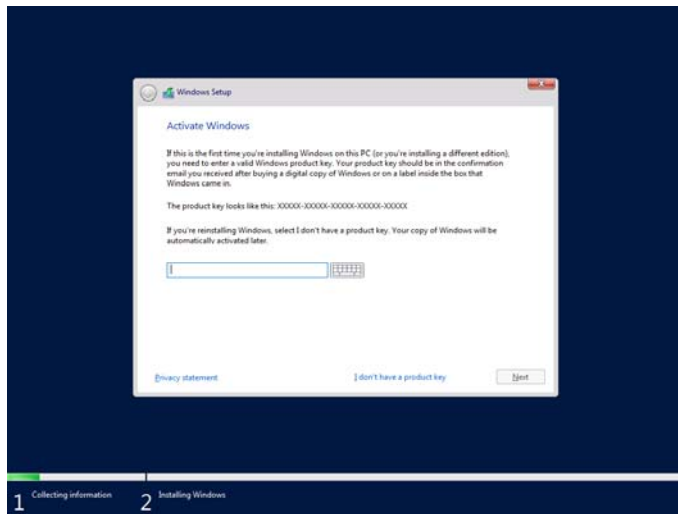 Windows Setup
Activate Windows
If this is the first time you're installing Windows on this PC (or you're installing a different edition),
you need to enter a valid Windows product key. Your product key should be in the confirmation
email you received after buying a digital copy of Windows or on a label inside the box that
Windows came in.
The product key looks like this: XXXXX-XXXXX-XXXXX-XXXXX-XXXXX
If you're reinstalling Windows, select I don't have a product key. Your copy of Windows will be
automatically activated later.
Privacy statement
I don't have a product key
Next
1 Collecting information
2 Installing Windows